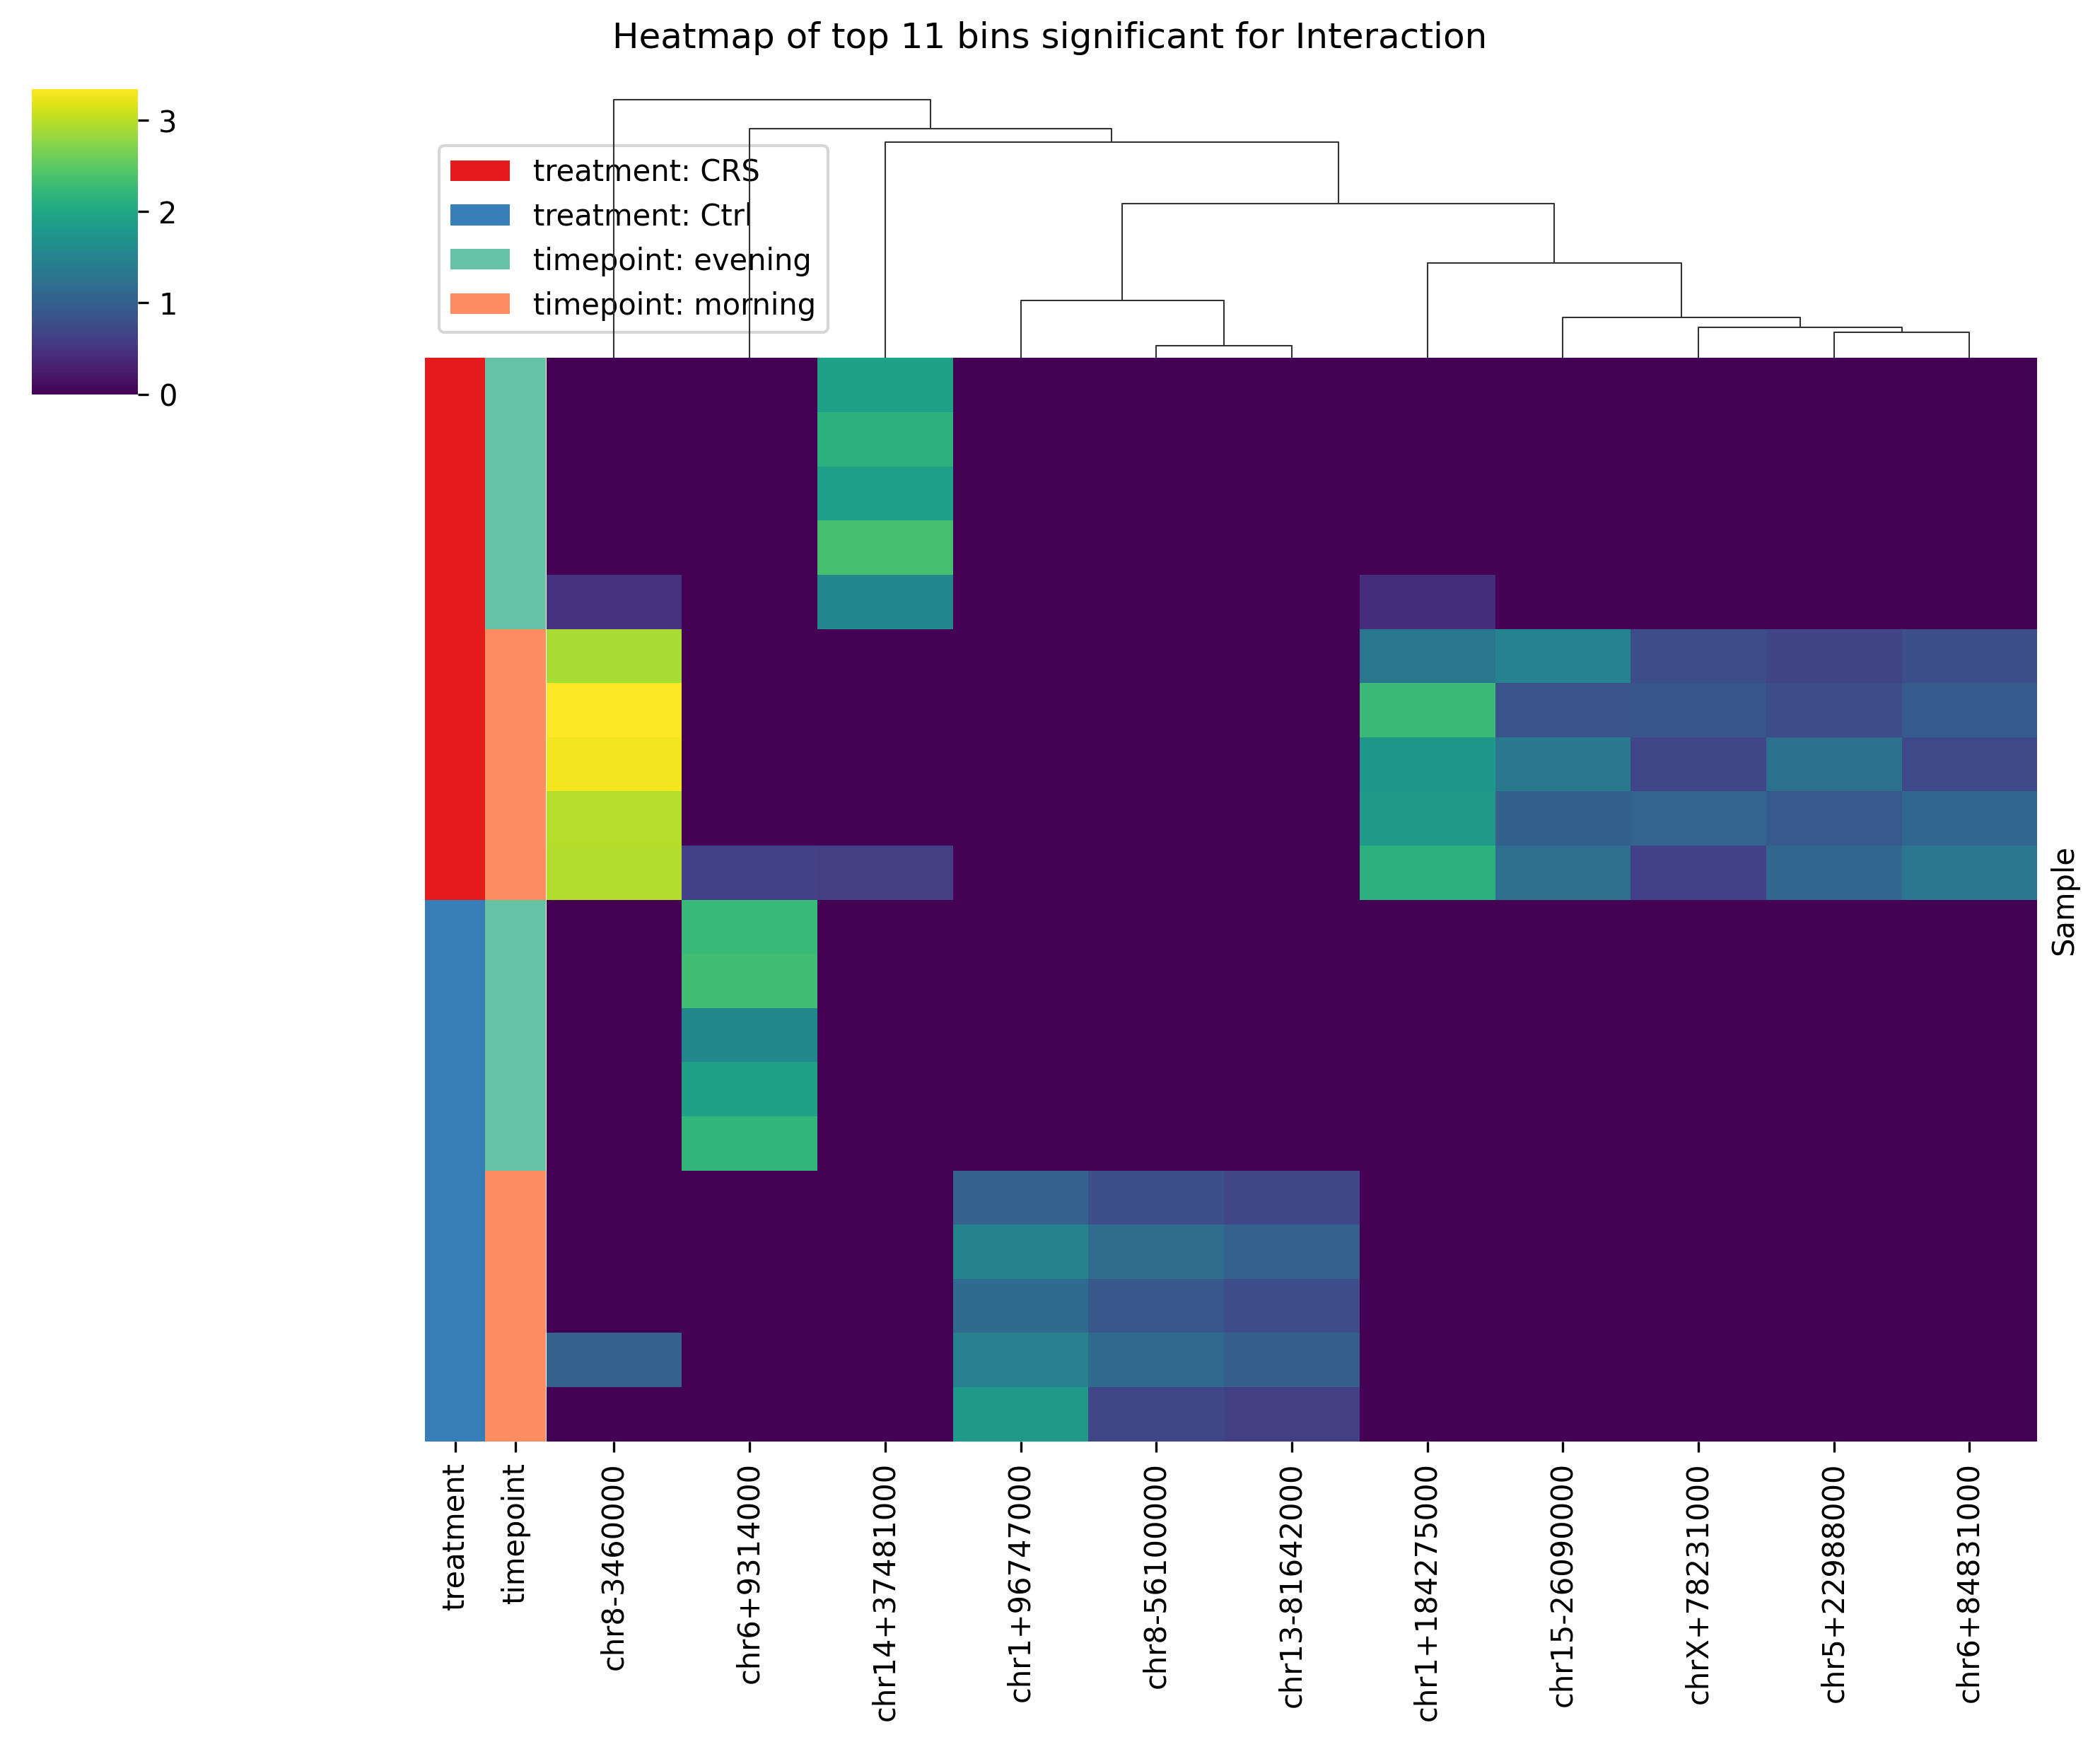 Heatmap of top 11 bins significant for Interaction
3
2
1
0
treatment: CRS
treatment: Ctrl
timepoint: evening
timepoint: morning
Sample
treatment
timepoint
chr8-3460000
chr6+9314000
chr14+37481000
chr1+96747000
chr8-56100000
chr13-81642000
chr1+184275000
chr15-26090000
chrX+78231000
chr5+22988000
chr6+84831000